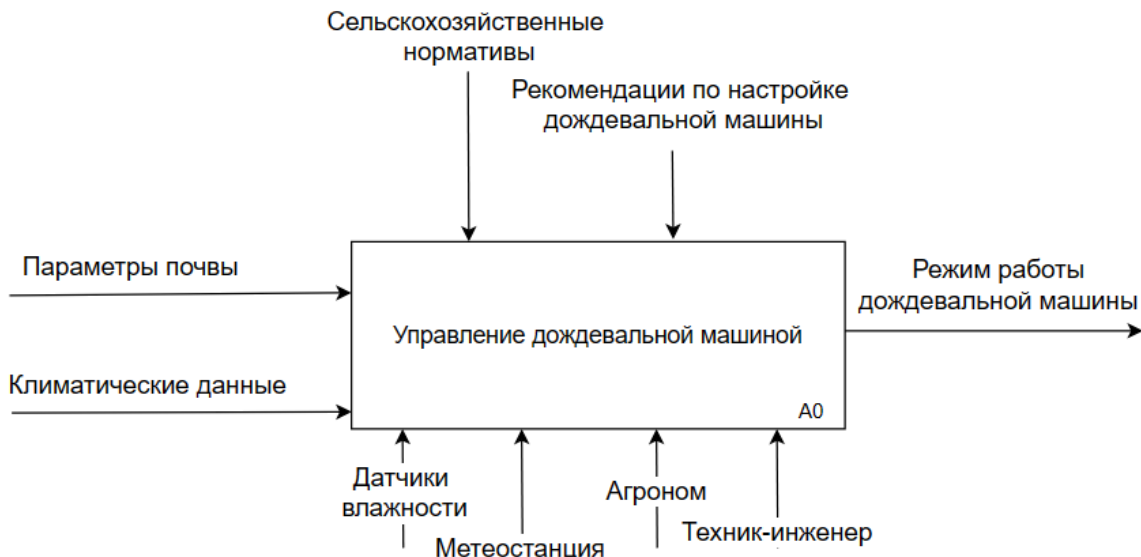 Сельскохозяйственные
нормативы
Рекомендации по настройке
дождевальной машины
Параметры почвы
Режим работы
дождевальной машины
Управление дождевальной машиной
Климатические данные
A0
Датчики
влажности
Агроном
Метеостанция
Техник-инженер